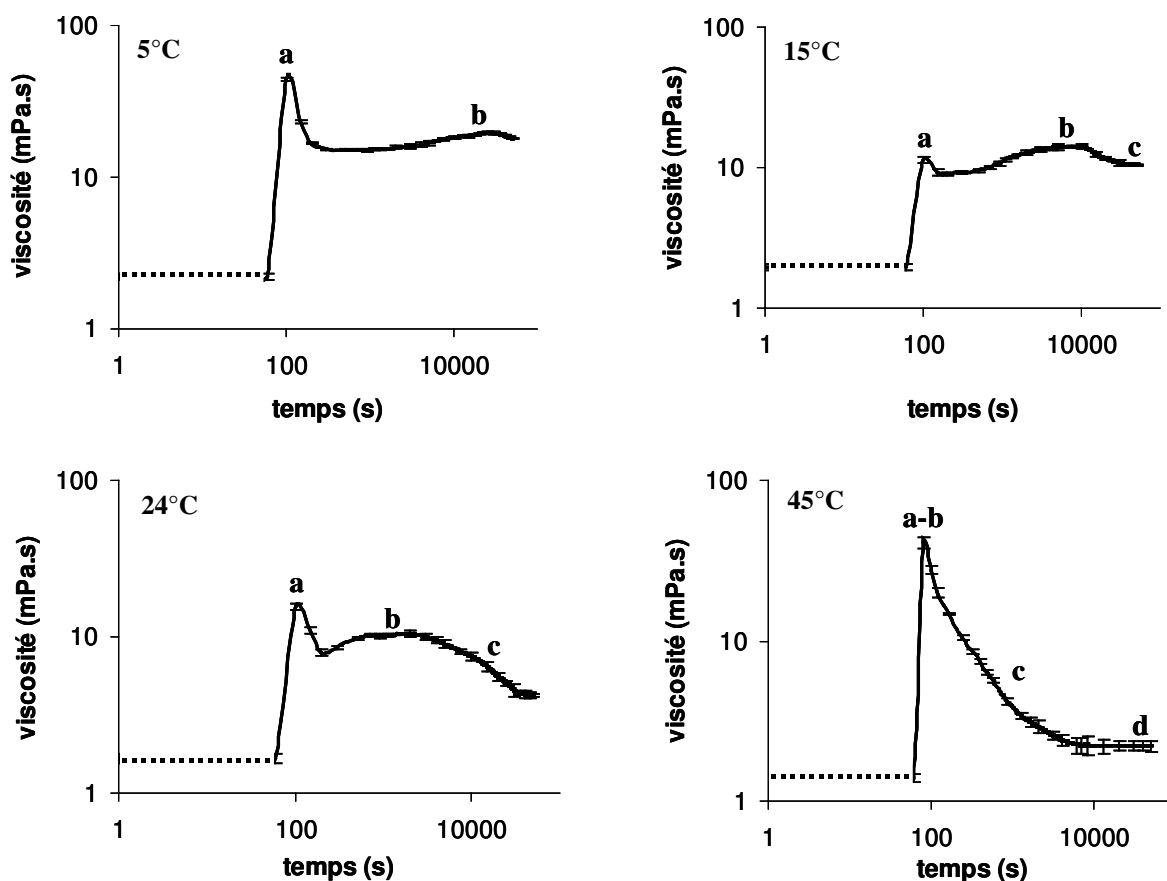 5°C
100
10
1
viscosité (mPa.s)
a
b
1
100
10000
temps (s)
15°C
100
10
1
viscosité (mPa.s)
a
b
c
1
100
10000
temps (s)
24°C
100
10
1
viscosité (mPa.s)
a
b
c
1
100
10000
temps (s)
45°C
100
10
1
viscosité (mPa.s)
a-b
c
d
1
100
10000
temps (s)